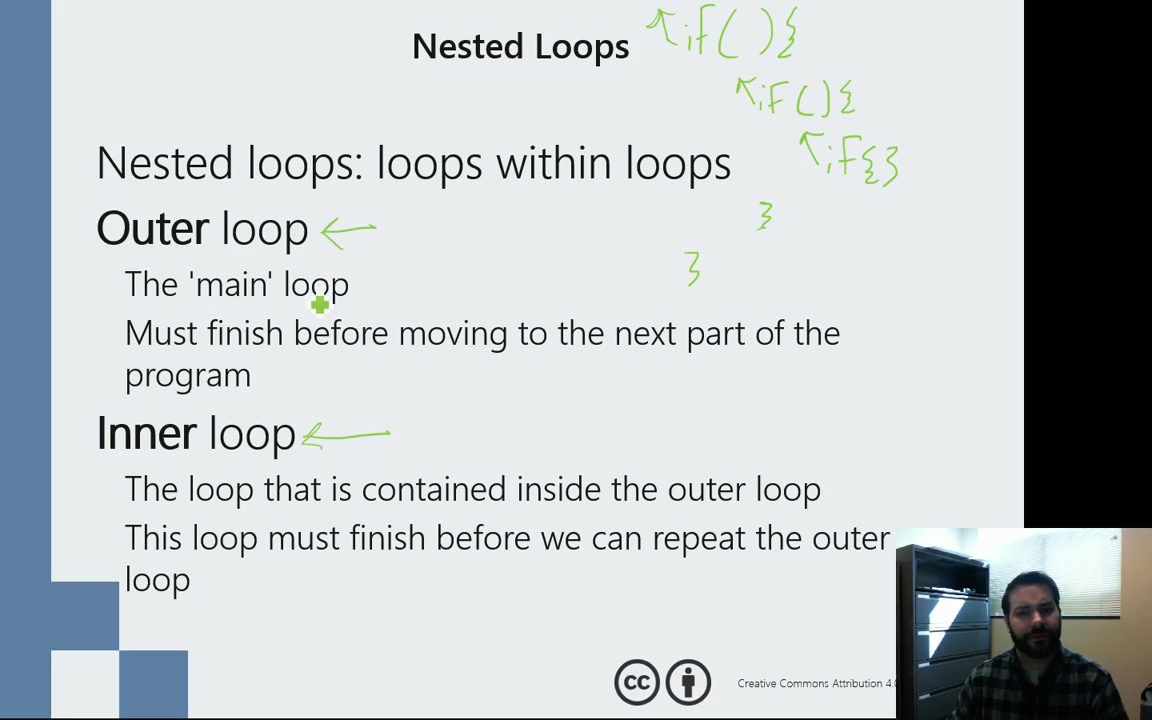 Nested Loops
if( ){
if(){
if{}
}
}
Nested loops: loops within loops
Outer loop
The 'main' loop
Must finish before moving to the next part of the
program
Inner loop
The loop that is contained inside the outer loop
This loop must finish before we can repeat the outer
loop
cc
Creative Commons Attribution 4.